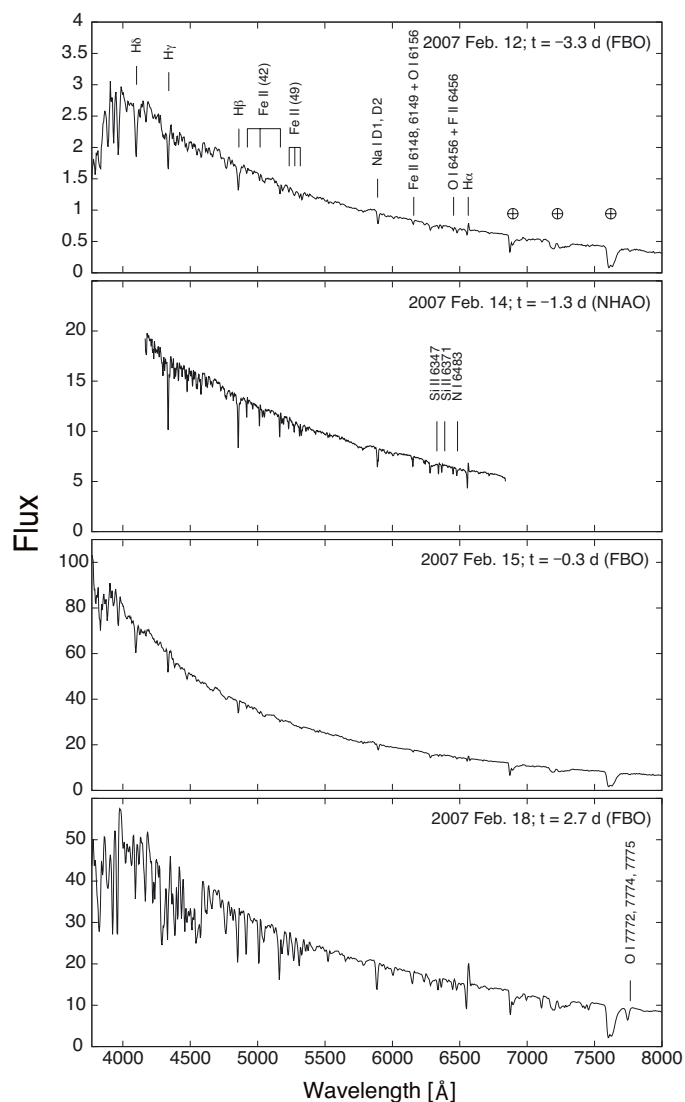 2007 Feb. 12; t = −3.3 d (FBO)
Hδ
Hγ
Hβ
Fe II (42)
Fe II (49)
Na I D1, D2
Fe II 6148, 6149 + O I 6156
O I 6456 + F II 6456
Hα
⊕ ⊕ ⊕
4
3.5
3
2.5
2
1.5
1
0.5
0
2007 Feb. 14; t = −1.3 d (NHAO)
Si II 6347
Si II 6371
N I 6483
20
15
10
5
0
Flux
2007 Feb. 15; t = −0.3 d (FBO)
100
80
60
40
20
0
2007 Feb. 18; t = 2.7 d (FBO)
O I 7772, 7774, 7775
50
40
30
20
10
0
4000 4500 5000 5500 6000 6500 7000 7500 8000
Wavelength [Å]